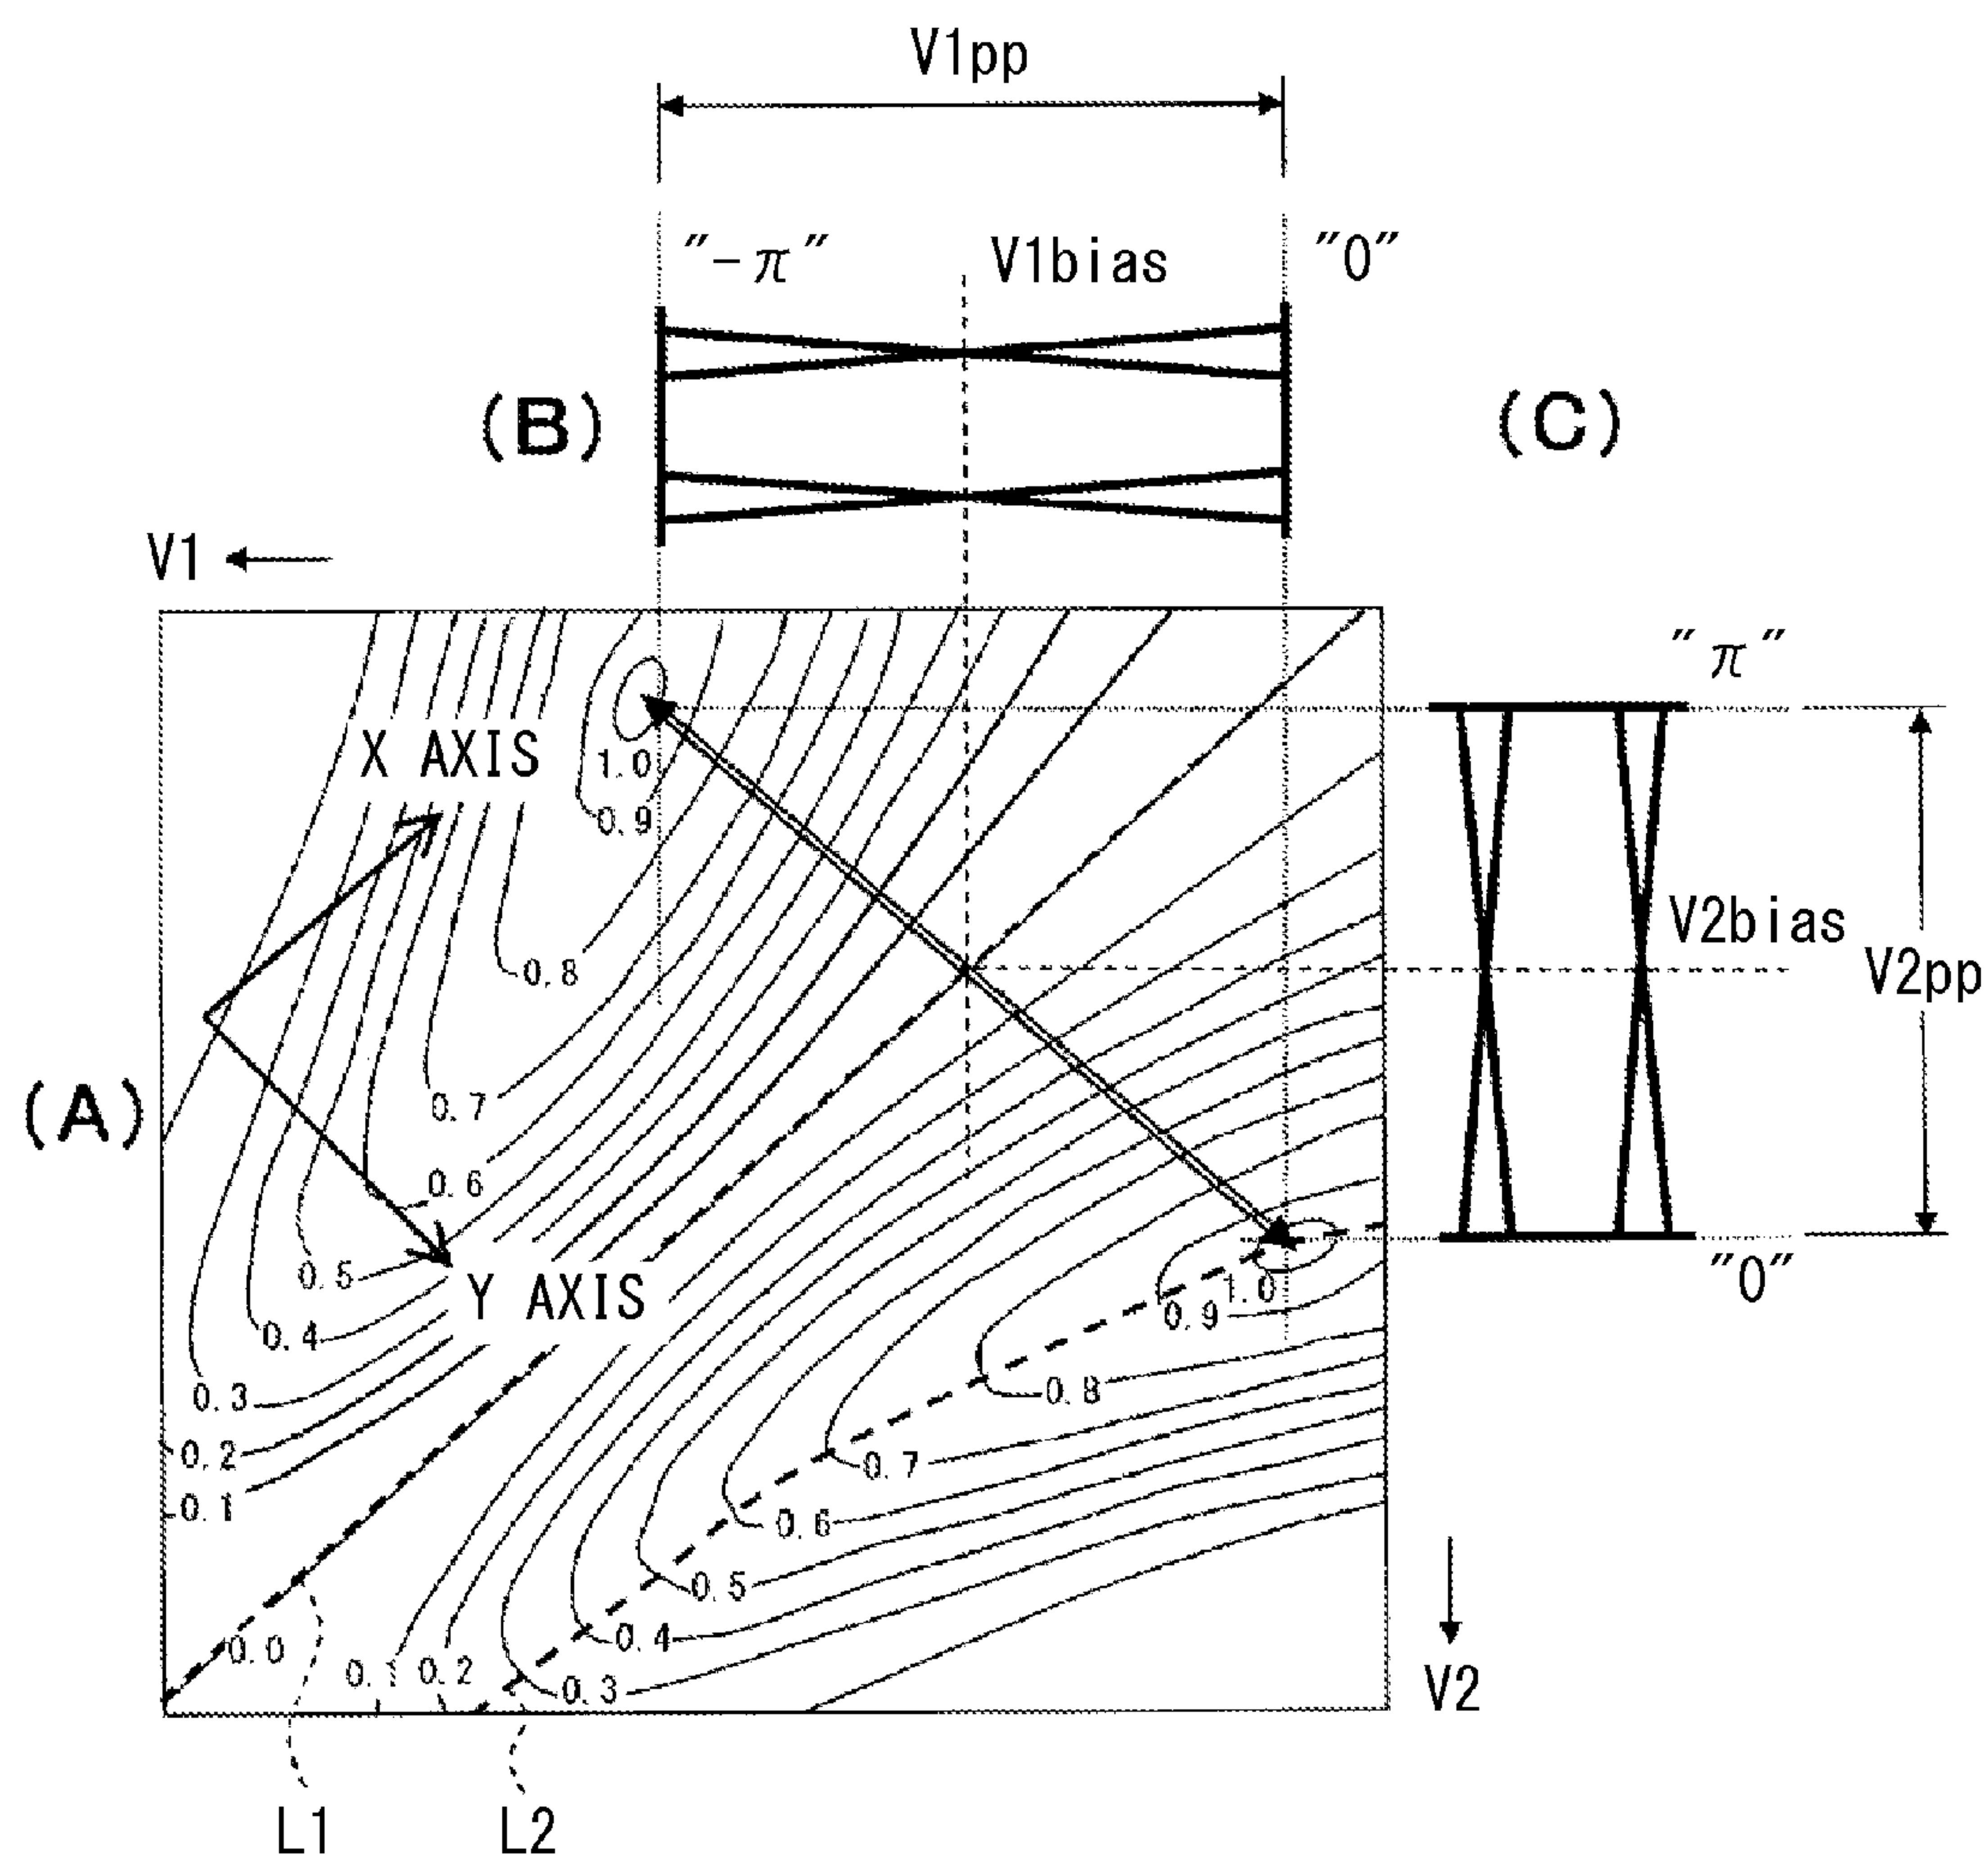 V1pp
"-π" V1bias "0"
(B) (C)
V1
"π"
X AXIS
1.0
0.9
V2bias
V2pp
0.8
(A)
0.7
0.6
0.5
Y AXIS
"0"
1.0
0.9
0.4
0.8
0.3
0.2
0.7
0.1
0.6
0.5
0.0
0.4
0.1 0.2
0.3
V2
L1 L2